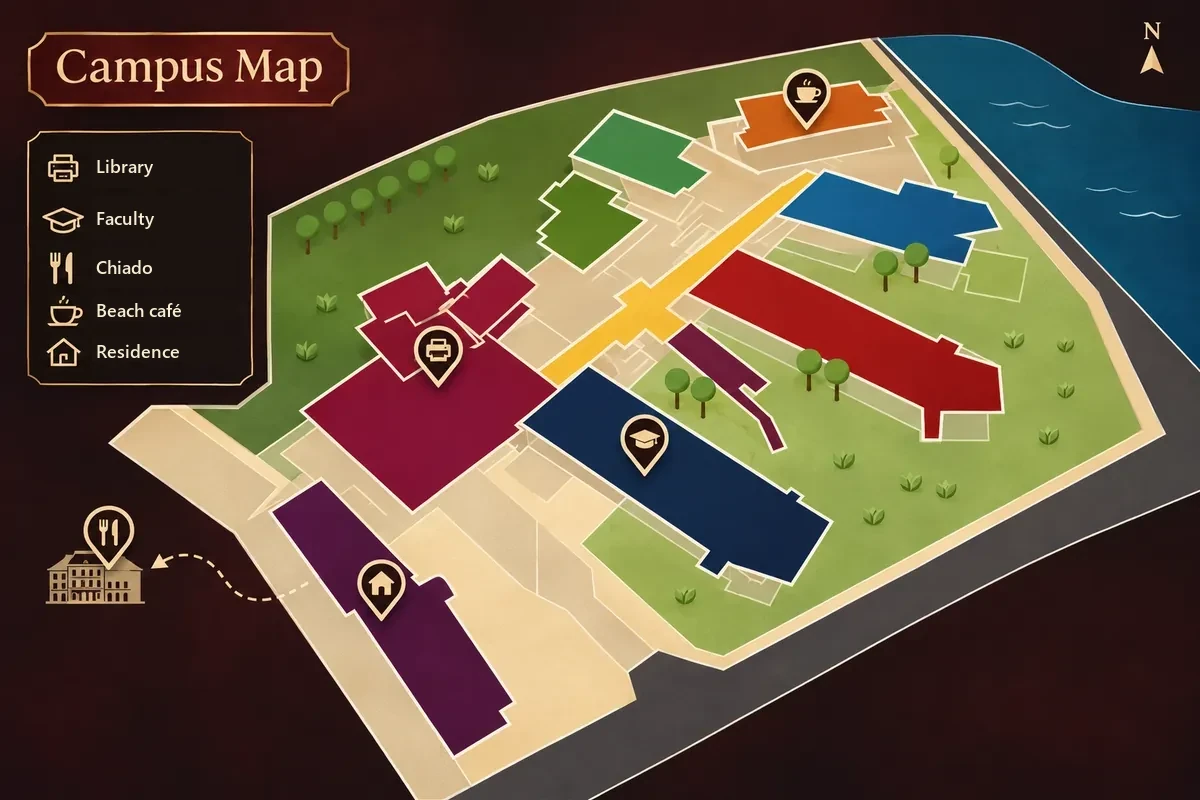 Campus Map
N
Library
Faculty
Chiado
Beach café
Residence